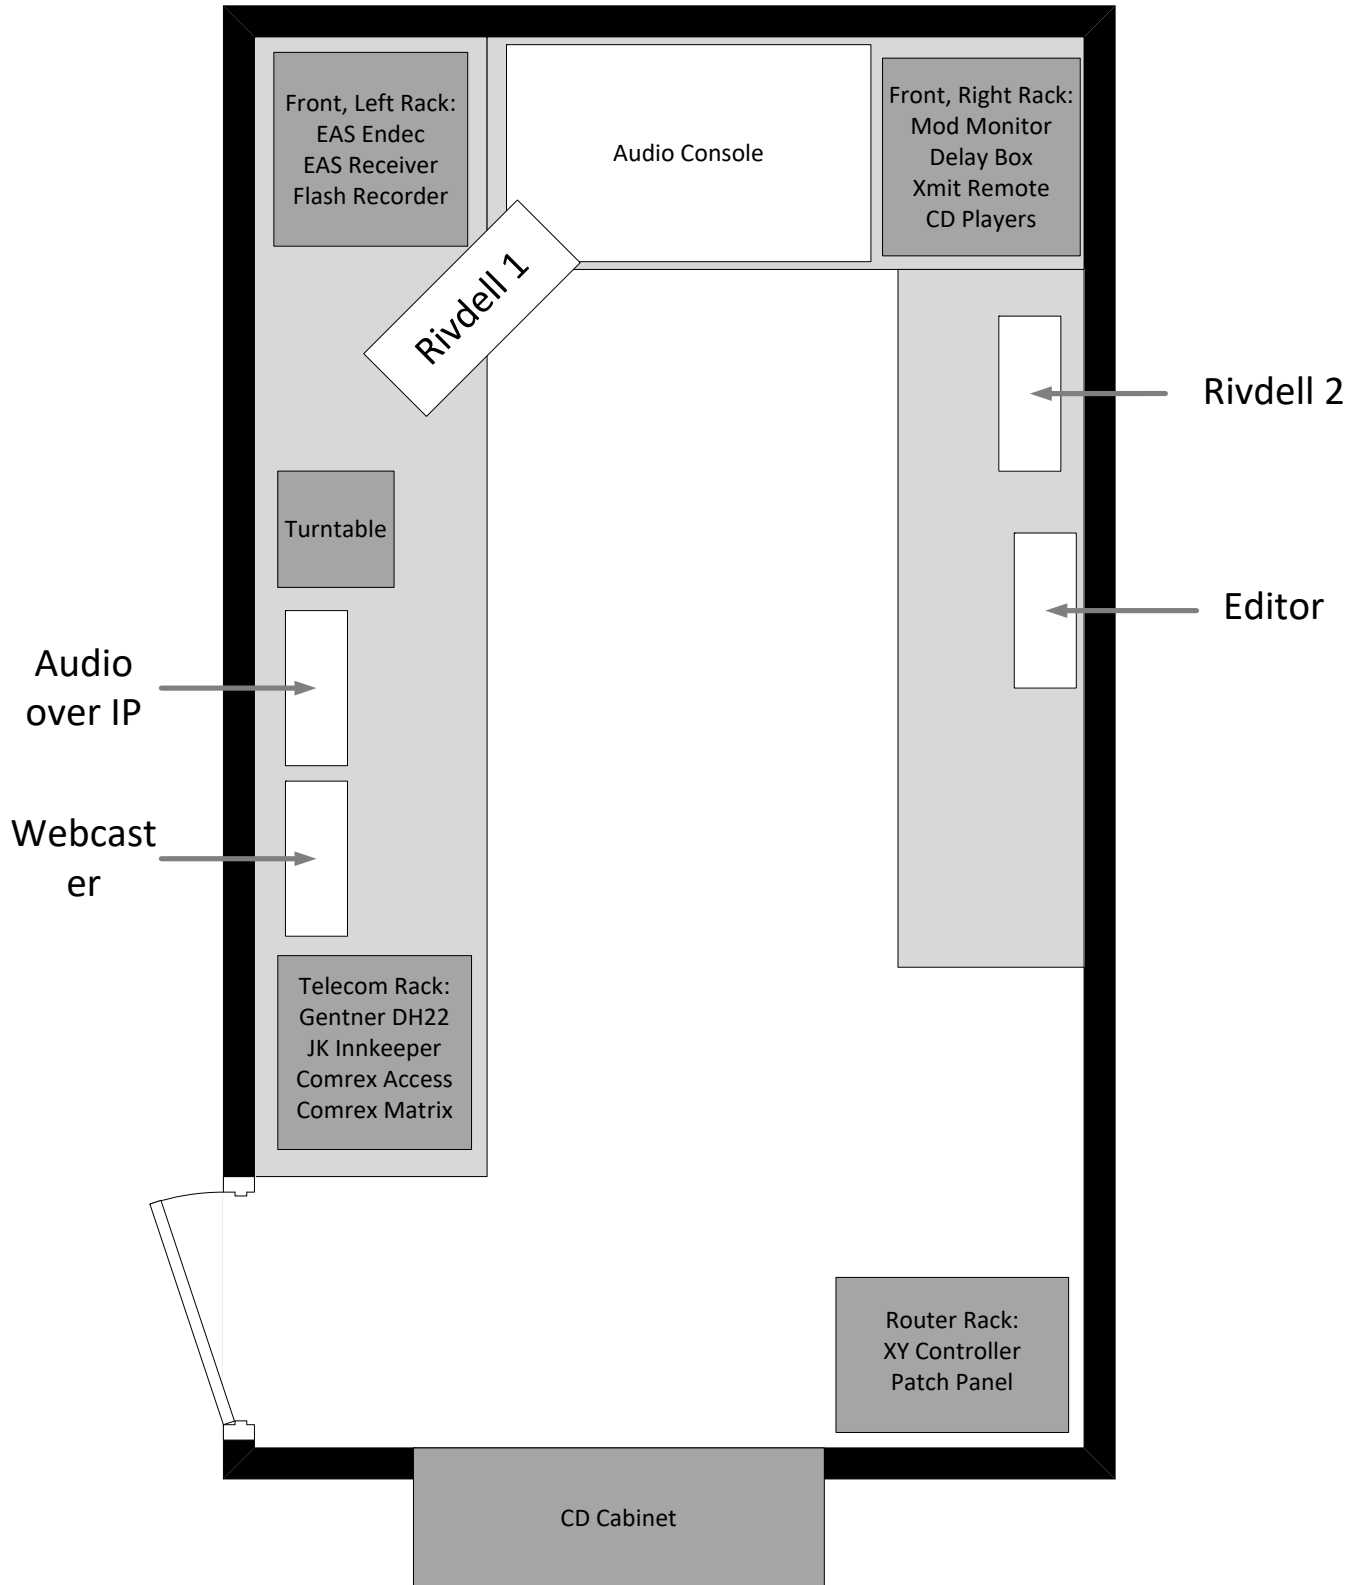 Front, Left Rack:
EAS Endec
EAS Receiver
Flash Recorder
Audio Console
Front, Right Rack:
Mod Monitor
Delay Box
Xmit Remote
CD Players
Rivdell 1
Rivdell 2
Turntable
Editor
Audio
over IP
Webcast
er
Telecom Rack:
Gentner DH22
JK Innkeeper
Comrex Access
Comrex Matrix
Router Rack:
XY Controller
Patch Panel
CD Cabinet